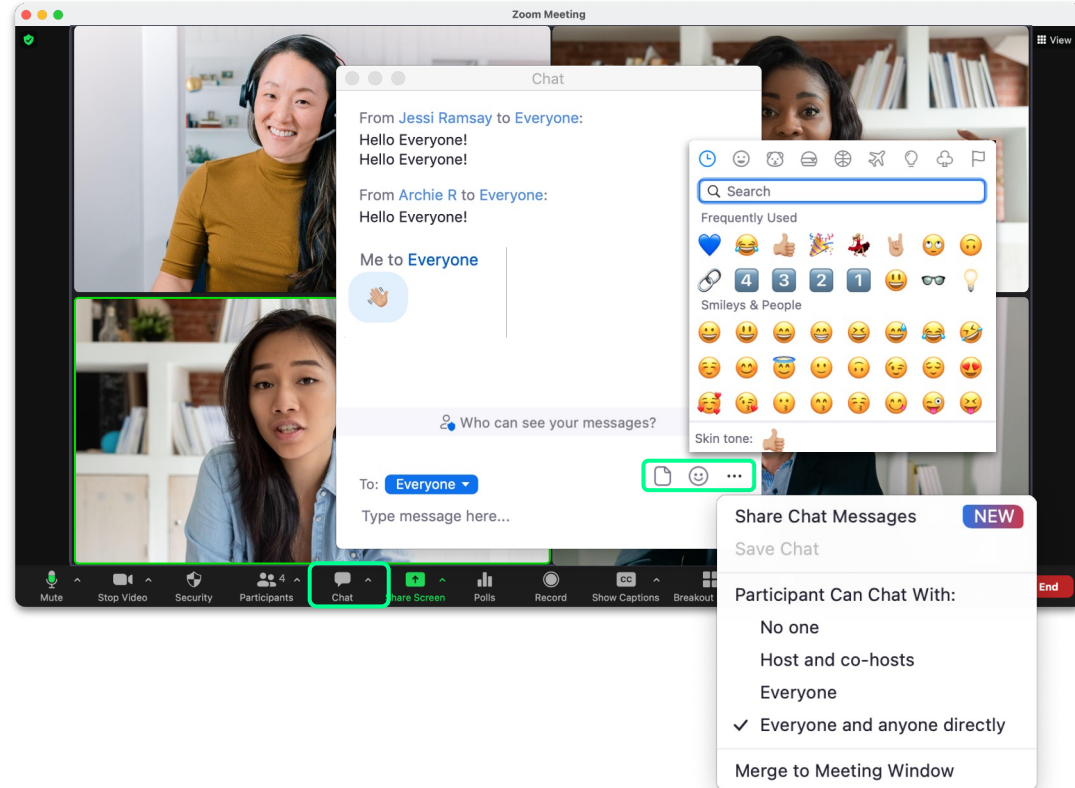 Zoom Meeting
View
Chat
From Jessi Ramsay to Everyone:
Hello Everyone!
Hello Everyone!
From Archie R to Everyone:
Hello Everyone!
Me to Everyone
Who can see your messages?
To: Everyone
Type message here...
Search
Frequently Used
4 3 2 1
Smileys & People
Skin tone:
Share Chat Messages NEW
Save Chat
Participant Can Chat With:
No one
Host and co-hosts
Everyone
✓ Everyone and anyone directly
Merge to Meeting Window
4
CC
Mute Stop Video Security Participants Chat Share Screen Polls Record Show Captions Breakout
End